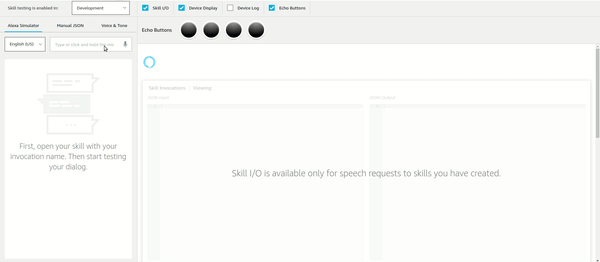 Skill testing is enabled in:
Development
Skill I/O
Device Display
Device Log
Echo Buttons
Alexa Simulator
Manual JSON
Voice & Tone
Echo Buttons
English (US)
Type or click and hold the mic
First, open your skill with your
invocation name. Then start testing
your dialog.
Skill Invocations
Viewing:
JSON Input
JSON Output
Skill I/O is available only for speech requests to skills you have created.